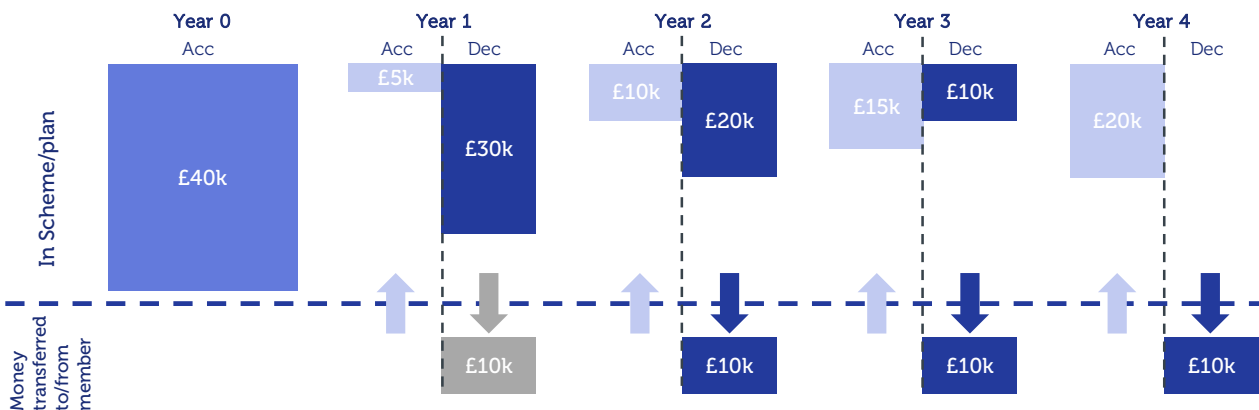 Year 0
Year 1
Year 2
Year 3
Year 4
Acc
Acc
Dec
Acc
Dec
Acc
Dec
Acc
Dec
In Scheme/plan
£40k
£5k
£30k
£10k
£20k
£15k
£10k
£20k
Money
transferred
to/from
member
£10k
£10k
£10k
£10k